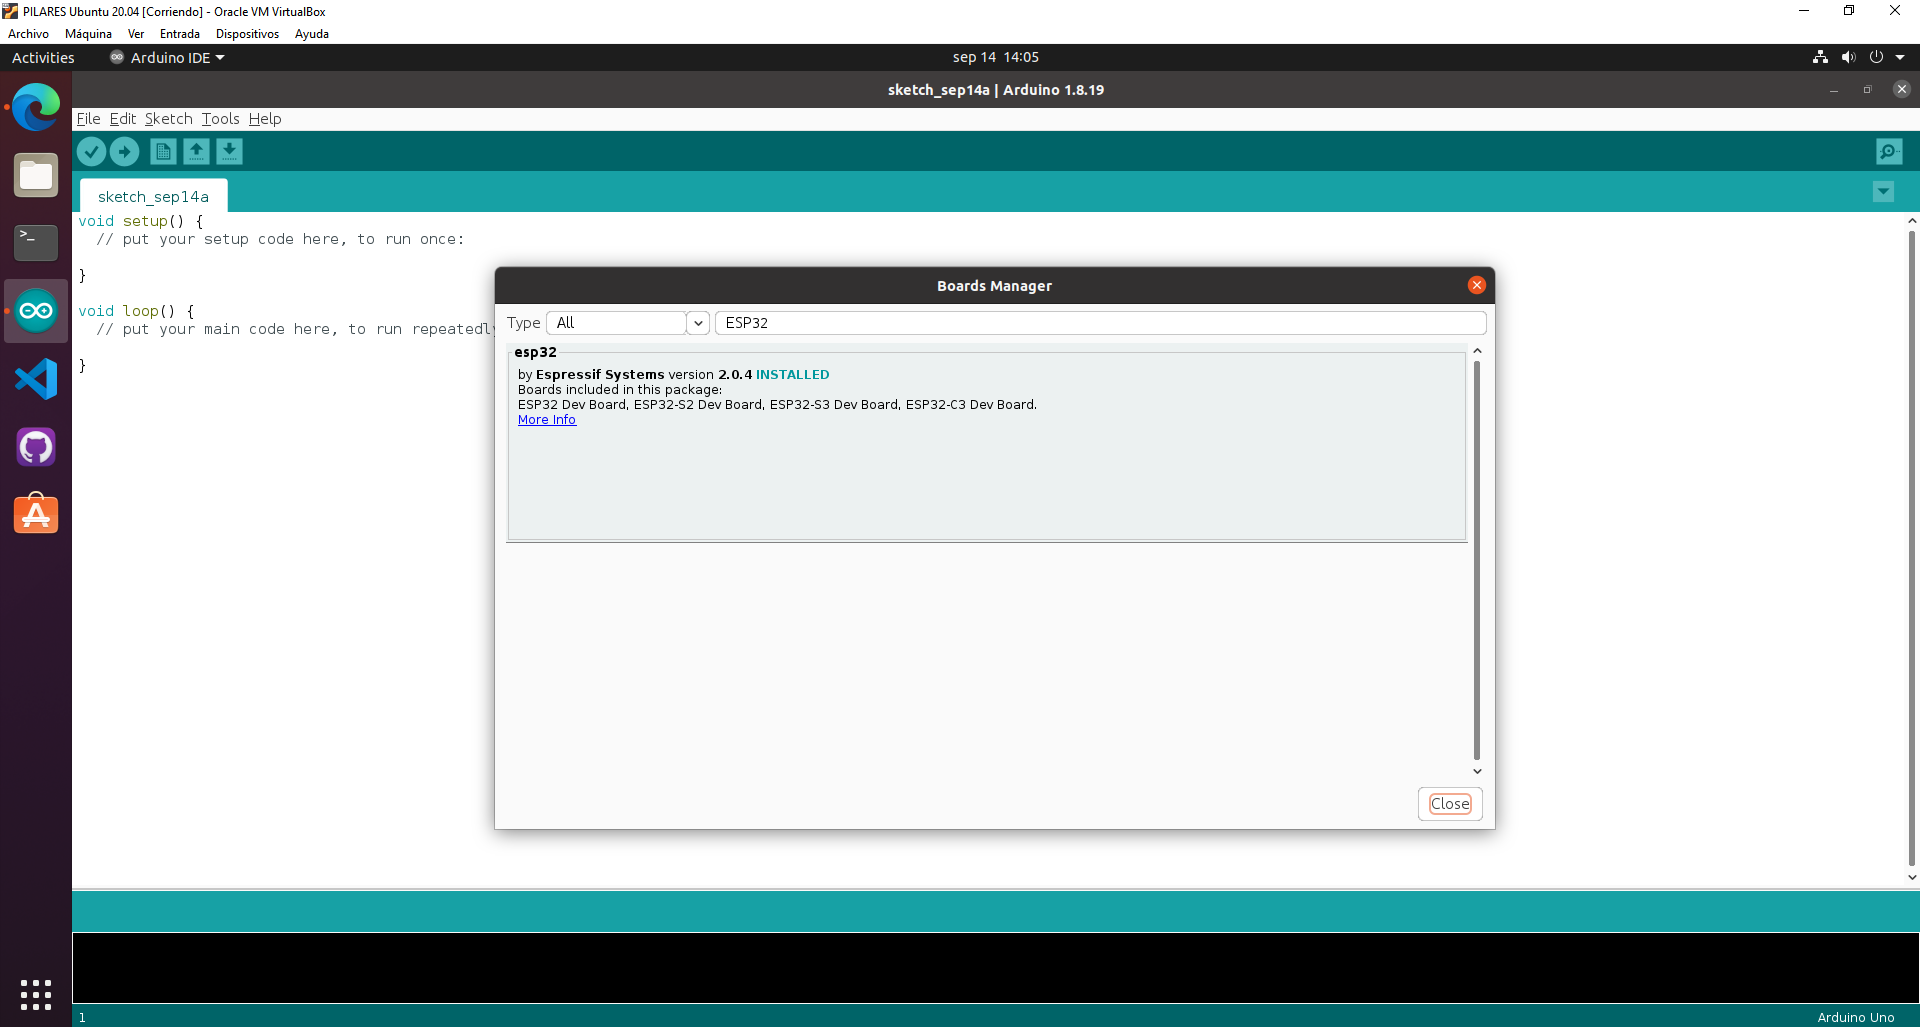 PILARES Ubuntu 20.04 [Corriendo] - Oracle VM VirtualBox
Archivo Máquina Ver Entrada Dispositivos Ayuda
Activities Arduino IDE sep 14 14:05
sketch_sep14a | Arduino 1.8.19
File Edit Sketch Tools Help
sketch_sep14a
void setup() {
// put your setup code here, to run once:
}
void loop() {
// put your main code here, to run repeatedly
}
Boards Manager
Type All ESP32
esp32
by Espressif Systems version 2.0.4 INSTALLED
Boards included in this package:
ESP32 Dev Board, ESP32-S2 Dev Board, ESP32-S3 Dev Board, ESP32-C3 Dev Board.
More Info
Close
1 Arduino Uno